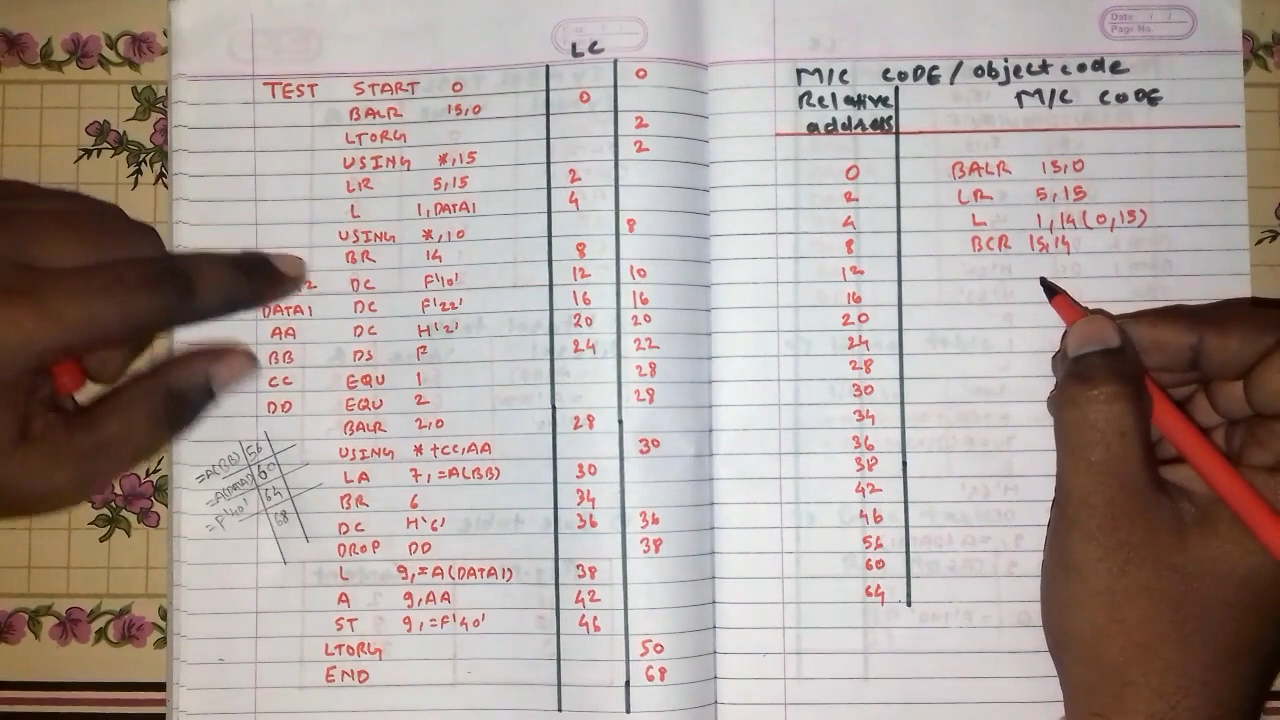 LC
TEST START 0 0
BALR 15,0 0
LTORG 2
USING *,15 2
LR 5,15 2
L 1,DATA1 4
USING *,10 8
BR 14 8
DC F'10' 12 10
DATA1 DC F'22' 16 16
AA DC H'2' 20 20
BB DS F 24 22
CC EQU 1 28
DD EQU 2 28
BALR 2,0 28
USING *+CC,AA 30
LA 7,=A(BB) 30
BR 6 34
DC H'6' 36 36
DROP DD 38
L 9,=A(DATA1) 38
A 9,AA 42
ST 9,=F'40' 46
LTORG 50
END 68
=A(BB) 56
=A(DATA1) 60
=F'40' 64
68
Date / /
Page No.
M/C CODE/object code
Relative address M/C CODE
0 BALR 15,0
2 LR 5,15
4 L 1,14(0,15)
8 BCR 15,14
12
16
20
24
28
30
34
36
38
42
46
56
60
64